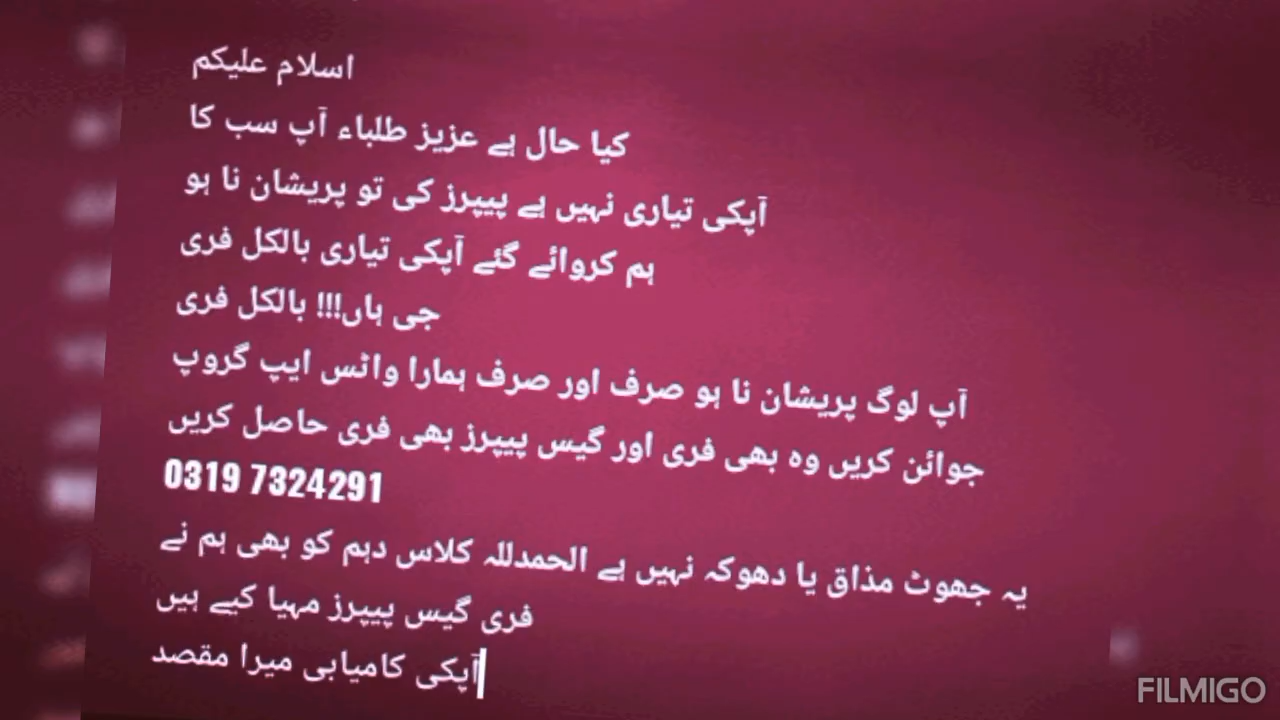 اسلام علیکم
کیا حال ہے عزیز طلباء آپ سب کا
آپکی تیاری نہیں ہے پیپرز کی تو پریشان نا ہو
ہم کروائے گئے آپکی تیاری بالکل فری
جی ہاں!!! بالکل فری
آپ لوگ پریشان نا ہو صرف اور صرف ہمارا واٹس ایپ گروپ
جوائن کریں وہ بھی فری اور گیس پیپرز بھی فری حاصل کریں
0319 7324291
یہ جھوٹ مذاق یا دھوکہ نہیں ہے الحمدللہ کلاس دہم کو بھی ہم نے
فری گیس پیپرز مہیا کیے ہیں
آپکی کامیابی میرا مقصد
FILMIGO